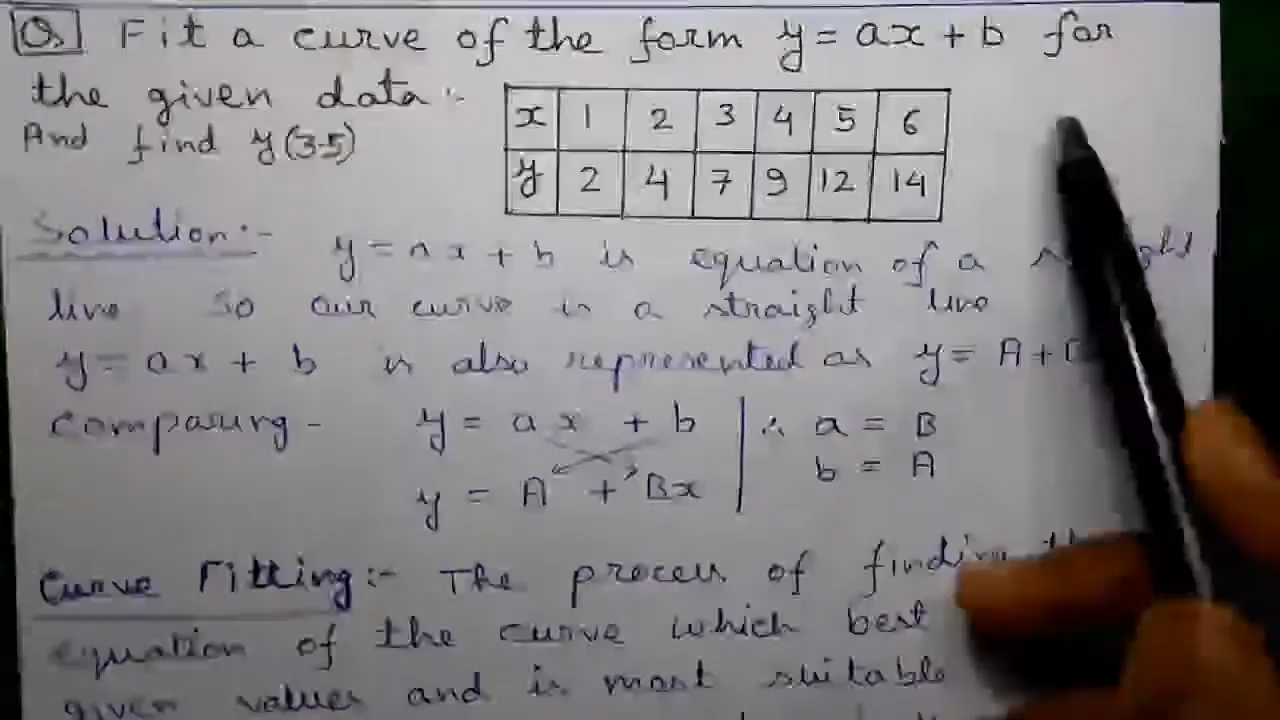 Q. Fit a curve of the form y = ax + b for
the given data :-
And find y(3.5)
x 1 2 3 4 5 6
y 2 4 7 9 12 14
Solution :- y = ax + b is equation of a
line so our curve is a straight line
y = ax + b is also represented as y = A +
comparing - y = ax + b ∴ a = B
y = A + Bx b = A
Curve Fitting :- The process of finding
equation of the curve which best
given values and is most suitable